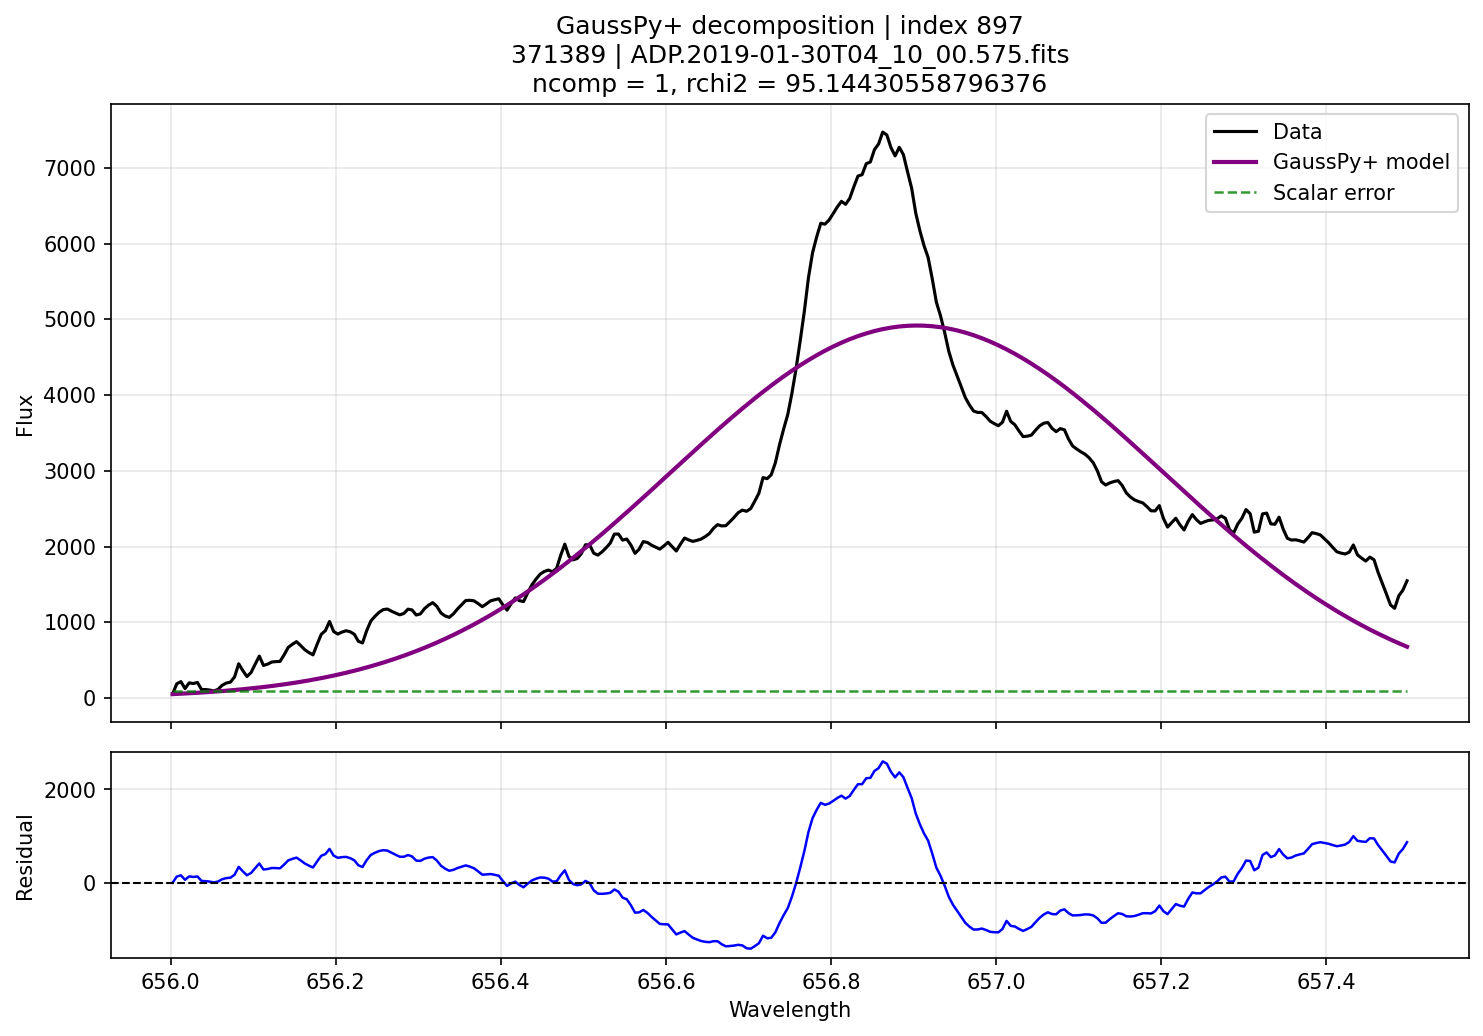 GaussPy+ decomposition | index 897
371389 | ADP.2019-01-30T04_10_00.575.fits
ncomp = 1, rchi2 = 95.14430558796376
Data
GaussPy+ model
Scalar error
7000
6000
5000
4000
3000
2000
1000
0
Flux
2000
0
Residual
656.0 656.2 656.4 656.6 656.8 657.0 657.2 657.4
Wavelength